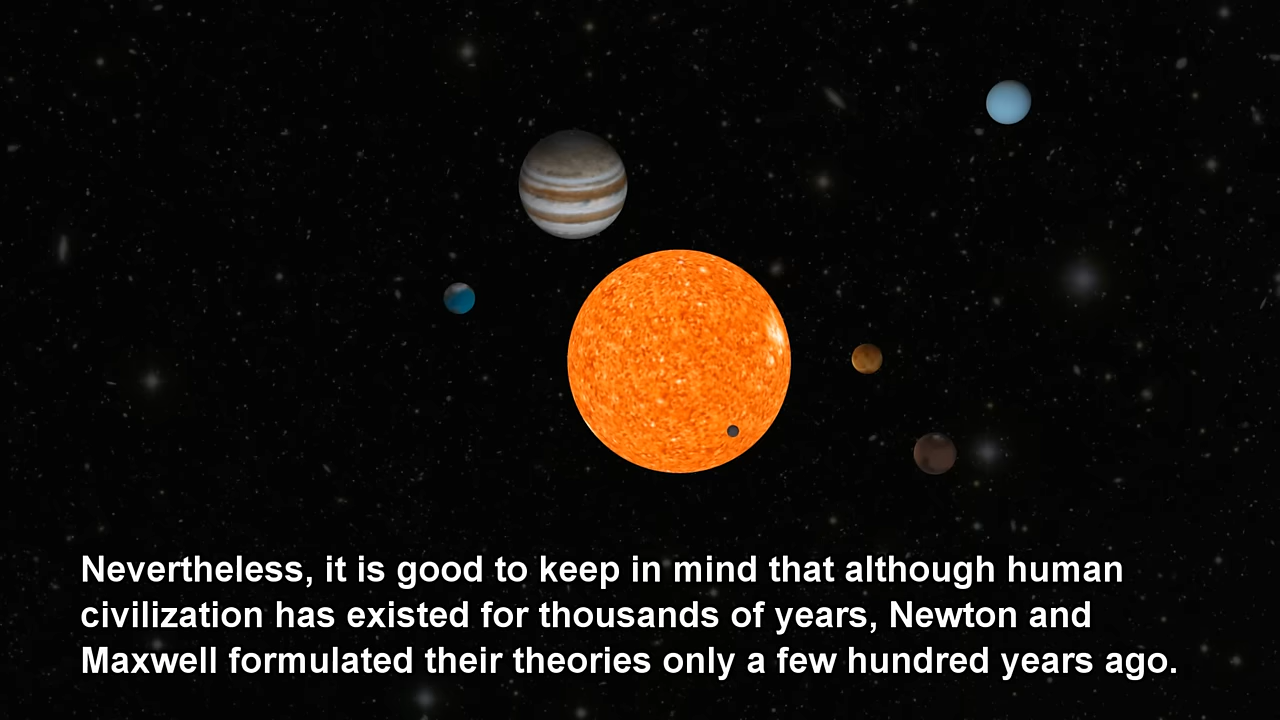 Nevertheless, it is good to keep in mind that although human
civilization has existed for thousands of years, Newton and
Maxwell formulated their theories only a few hundred years ago.